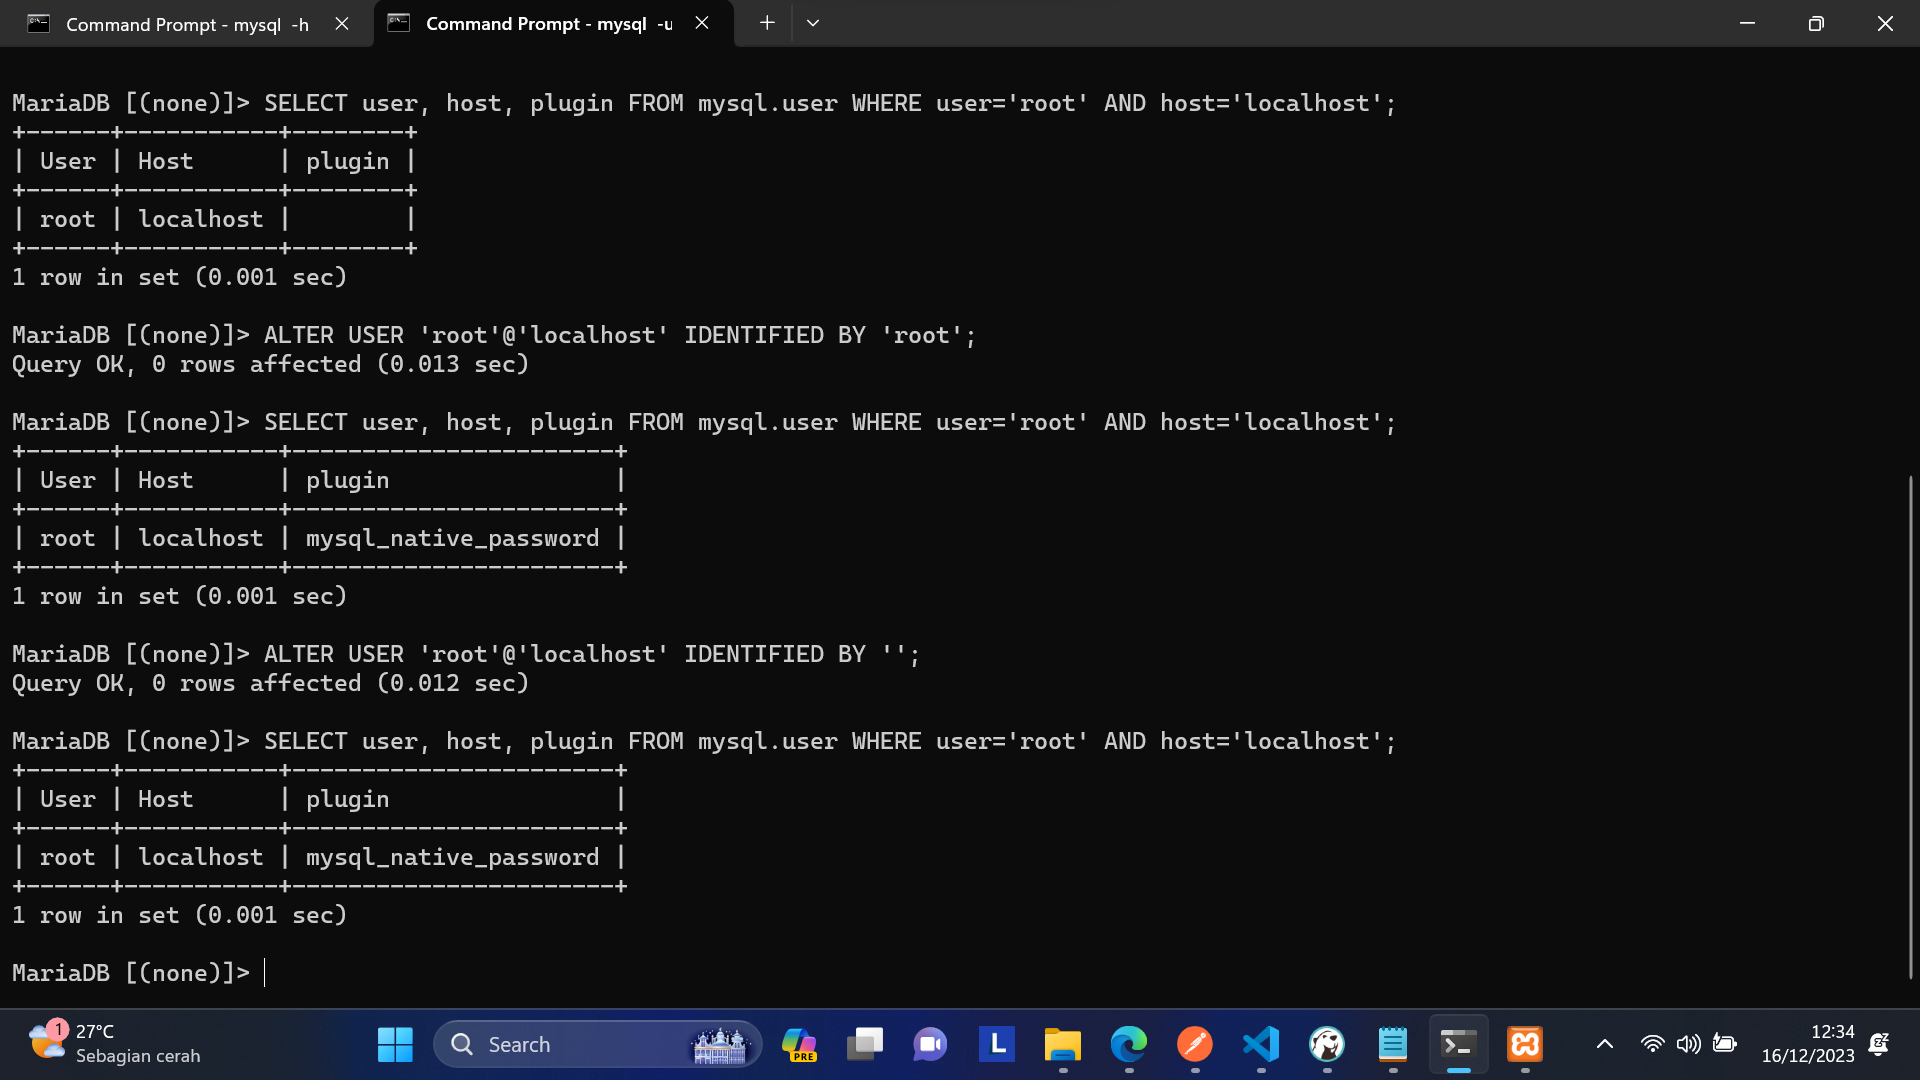 Command Prompt - mysql -h
Command Prompt - mysql -u
MariaDB [(none)]> SELECT user, host, plugin FROM mysql.user WHERE user='root' AND host='localhost';
+------+-----------+--------+
| User | Host      | plugin |
+------+-----------+--------+
| root | localhost |        |
+------+-----------+--------+
1 row in set (0.001 sec)
MariaDB [(none)]> ALTER USER 'root'@'localhost' IDENTIFIED BY 'root';
Query OK, 0 rows affected (0.013 sec)
MariaDB [(none)]> SELECT user, host, plugin FROM mysql.user WHERE user='root' AND host='localhost';
+------+-----------+-----------------------+
| User | Host      | plugin                |
+------+-----------+-----------------------+
| root | localhost | mysql_native_password |
+------+-----------+-----------------------+
1 row in set (0.001 sec)
MariaDB [(none)]> ALTER USER 'root'@'localhost' IDENTIFIED BY '';
Query OK, 0 rows affected (0.012 sec)
MariaDB [(none)]> SELECT user, host, plugin FROM mysql.user WHERE user='root' AND host='localhost';
+------+-----------+-----------------------+
| User | Host      | plugin                |
+------+-----------+-----------------------+
| root | localhost | mysql_native_password |
+------+-----------+-----------------------+
1 row in set (0.001 sec)
MariaDB [(none)]>
1
27°C
Sebagian cerah
Search
PRE
L
12:34
16/12/2023